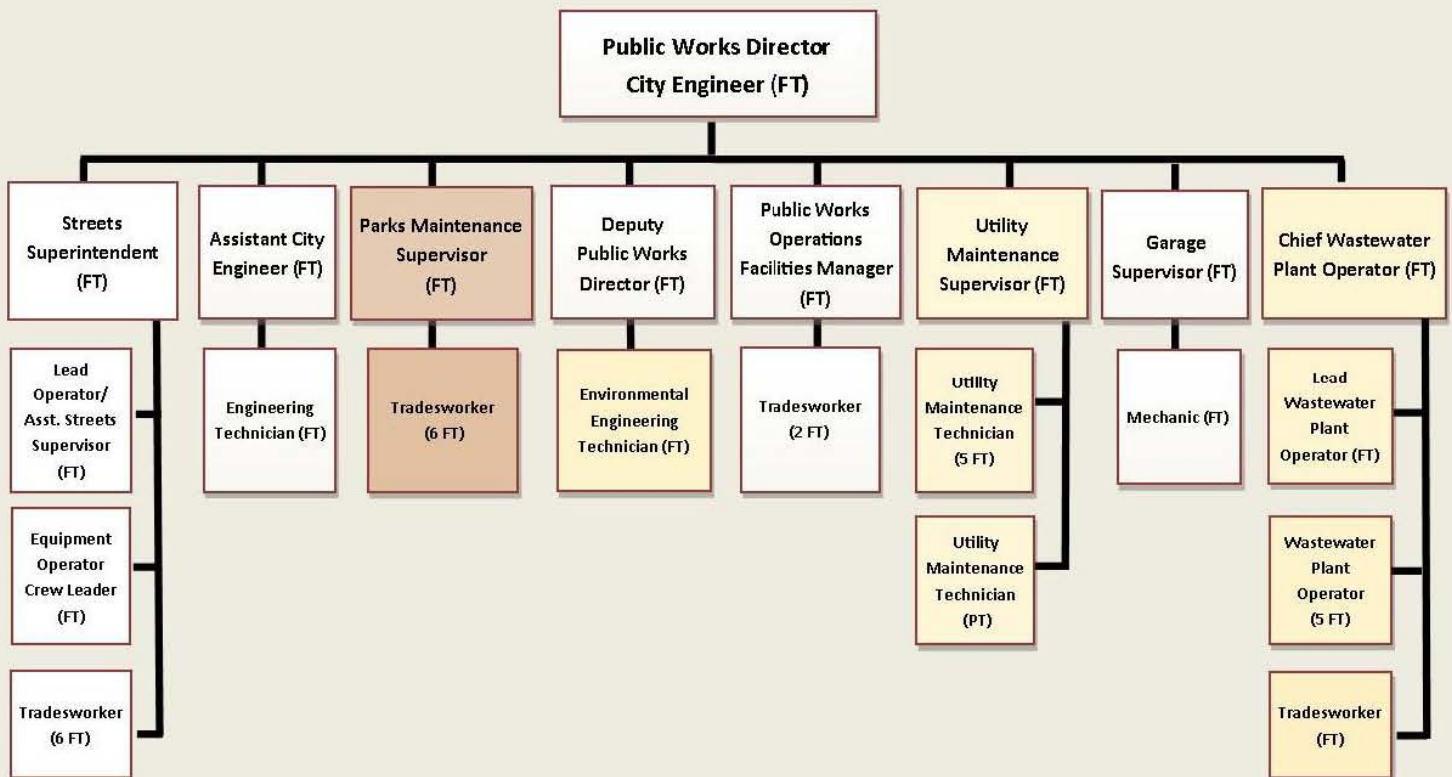 Public Works Director
City Engineer (FT)
Streets
Superintendent
(FT)
Assistant City
Engineer (FT)
Parks Maintenance
Supervisor
(FT)
Deputy
Public Works
Director (FT)
Public Works
Operations
Facilities Manager
(FT)
Utility
Maintenance
Supervisor (FT)
Garage
Supervisor (FT)
Chief Wastewater
Plant Operator (FT)
Lead
Operator/
Asst. Streets
Supervisor
(FT)
Engineering
Technician (FT)
Tradesworker
(6 FT)
Environmental
Engineering
Technician (FT)
Tradesworker
(2 FT)
Utility
Maintenance
Technician
(5 FT)
Mechanic (FT)
Lead
Wastewater
Plant
Operator (FT)
Equipment
Operator
Crew Leader
(FT)
Utility
Maintenance
Technician
(PT)
Wastewater
Plant
Operator
(5 FT)
Tradesworker
(6 FT)
Tradesworker
(FT)